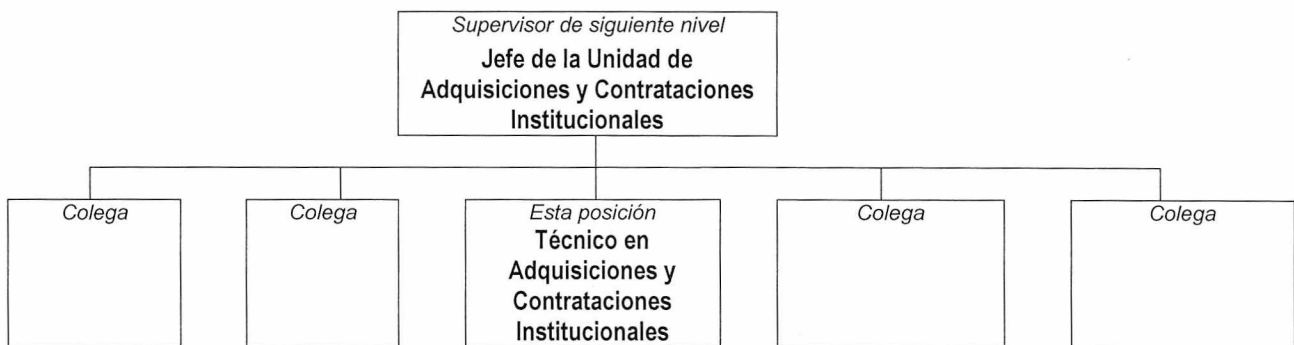 Supervisor de siguiente nivel
Jefe de la Unidad de
Adquisiciones y Contrataciones
Institucionales
Colega
Colega
Esta posición
Técnico en
Adquisiciones y
Contrataciones
Institucionales
Colega
Colega